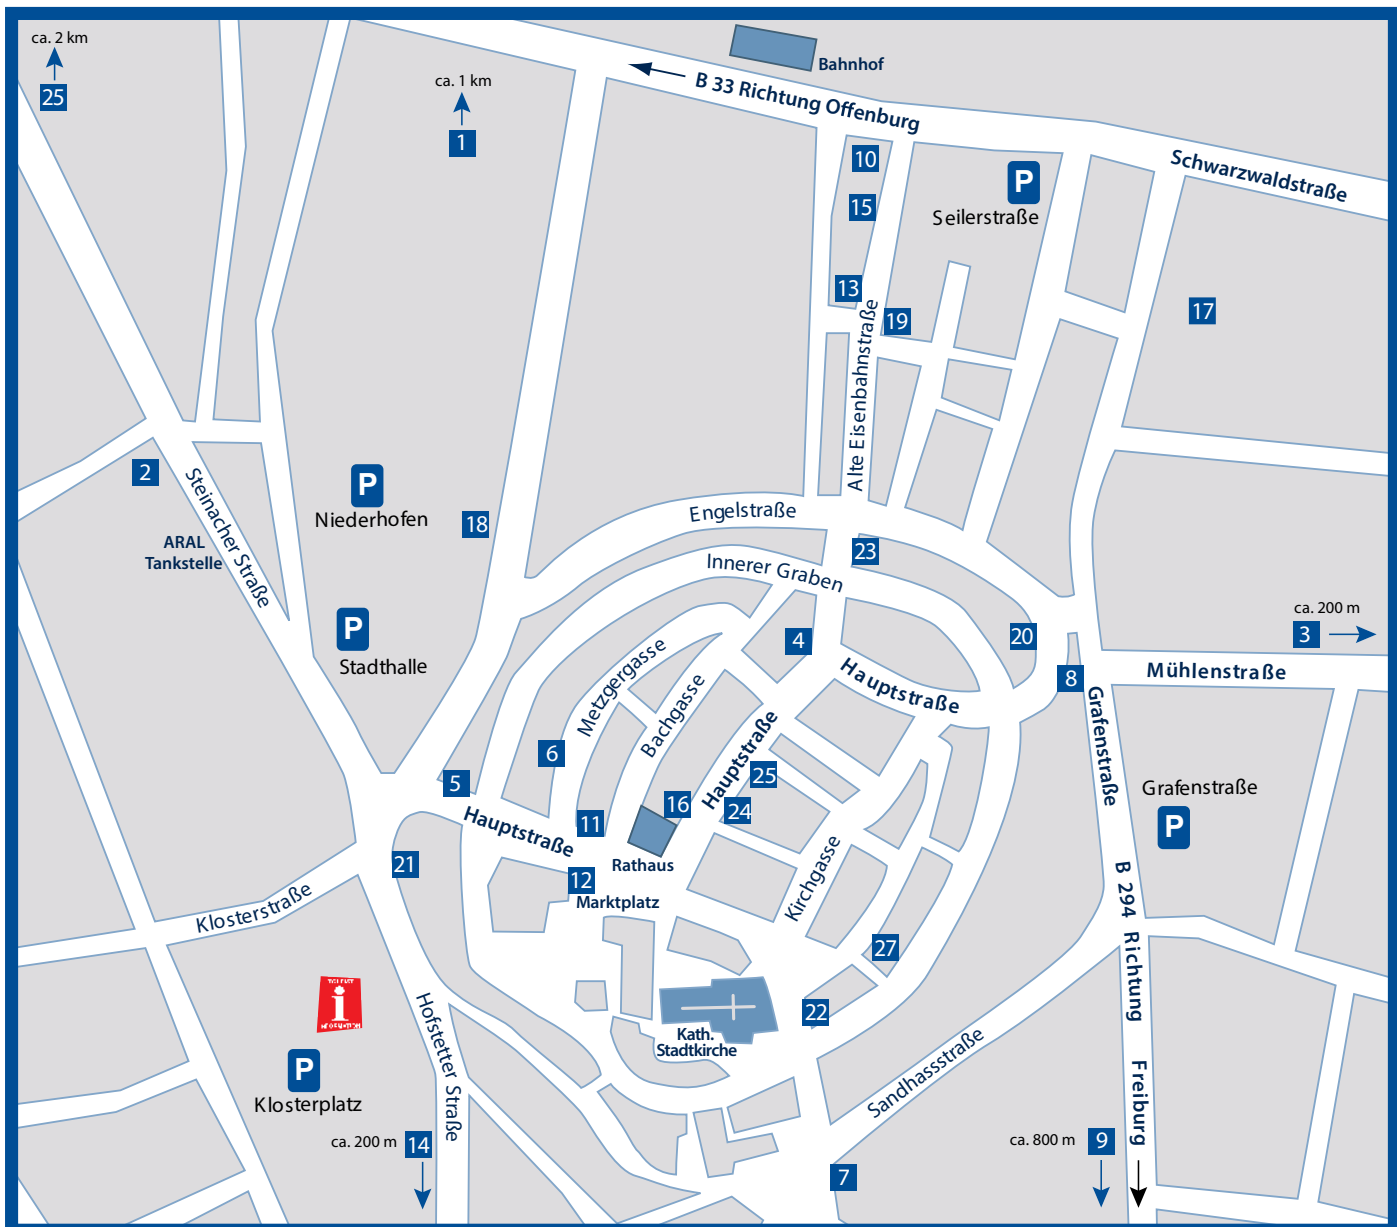 ca. 2 km
25
ca. 1 km
1
Bahnhof
B 33 Richtung Offenburg
Schwarzwaldstraße
10
15
13
19
P
Seilerstraße
17
Alte Eisenbahnstraße
2
Steinacher Straße
ARAL
Tankstelle
P
Niederhofen
18
P
Stadthalle
Engelstraße
23
Innerer Graben
4
20
ca. 200 m
3
8
Mühlenstraße
Hauptstraße
Metzgergasse
Bachgasse
Hauptstraße
6
5
Hauptstraße
11
16
25
24
Rathaus
12
Marktplatz
Kirchgasse
Grafenstraße
Grafenstraße
P
21
Klosterstraße
27
22
Kath.
Stadtkirche
B 294 Richtung Freiburg
i
P
Klosterplatz
Hofstetter Straße
ca. 200 m
14
Sandhassstraße
7
ca. 800 m
9